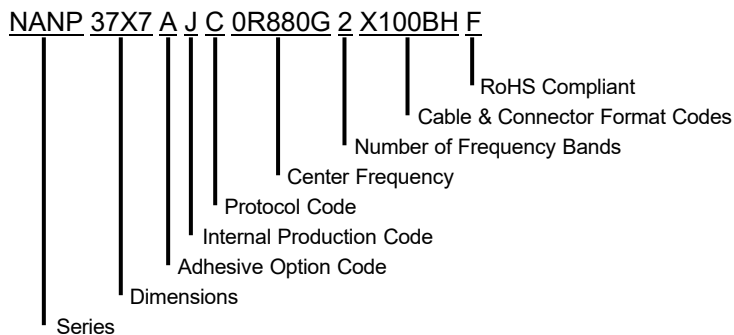 NANP 37X7 A J C 0R880G 2 X100BH F
RoHS Compliant
Cable & Connector Format Codes
Number of Frequency Bands
Center Frequency
Protocol Code
Internal Production Code
Adhesive Option Code
Dimensions
Series